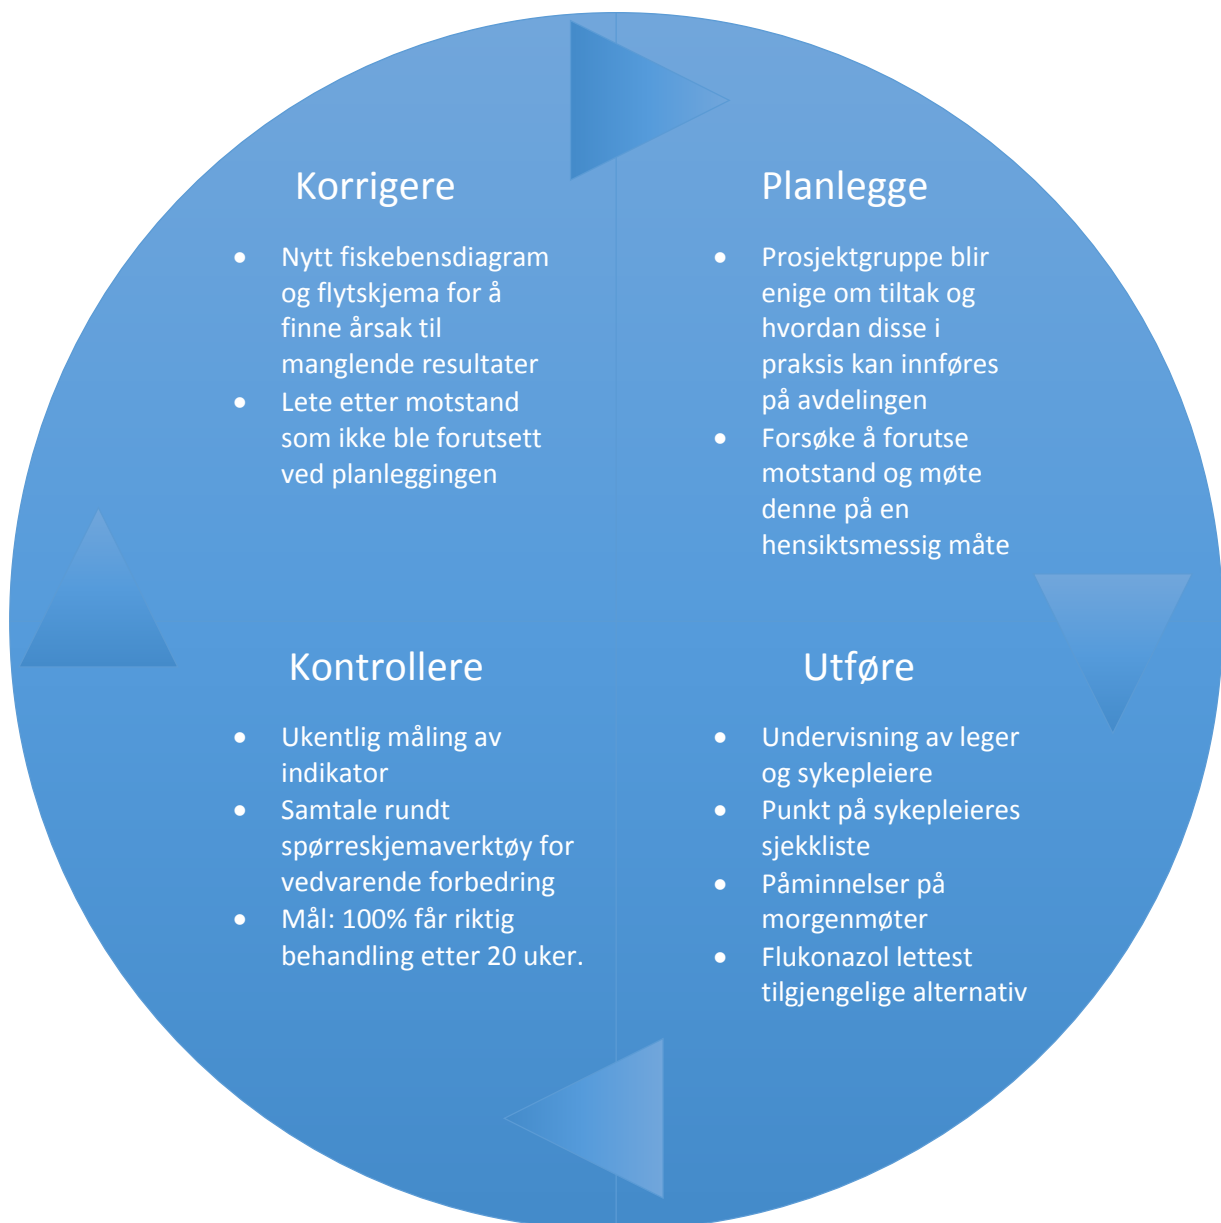 Korrigere
• Nytt fiskebensdiagram
og flytskjema for å
finne årsak til
manglende resultater
• Lete etter motstand
som ikke ble forutsett
ved planleggingen
Planlegge
• Prosjektgruppe blir
enige om tiltak og
hvordan disse i
praksis kan innføres
på avdelingen
• Forsøke å forutse
motstand og møte
denne på en
hensiktsmessig måte
Kontrollere
• Ukentlig måling av
indikator
• Samtale rundt
spørreskjemaverktøy for
vedvarende forbedring
• Mål: 100% får riktig
behandling etter 20 uker.
Utføre
• Undervisning av leger
og sykepleiere
• Punkt på sykepleieres
sjekkliste
• Påminnelser på
morgenmøter
• Flukonazol lettest
tilgjengelige alternativ